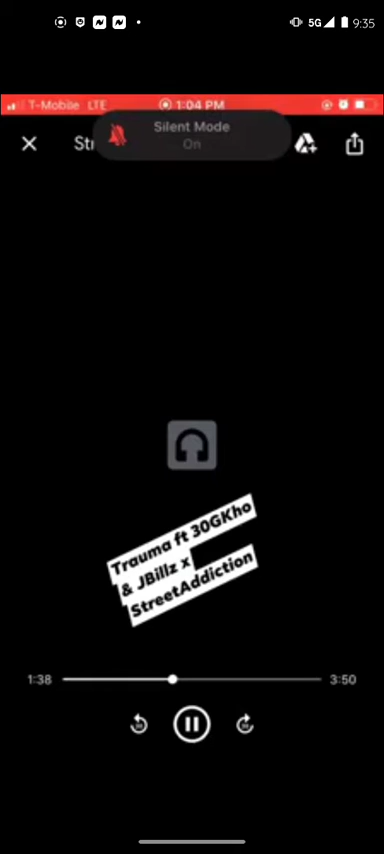 5G 9:35
T-Mobile LTE 1:04 PM
Silent Mode
On
Trauma ft 30GKho
& JBillz x
StreetAddiction
1:38 3:50